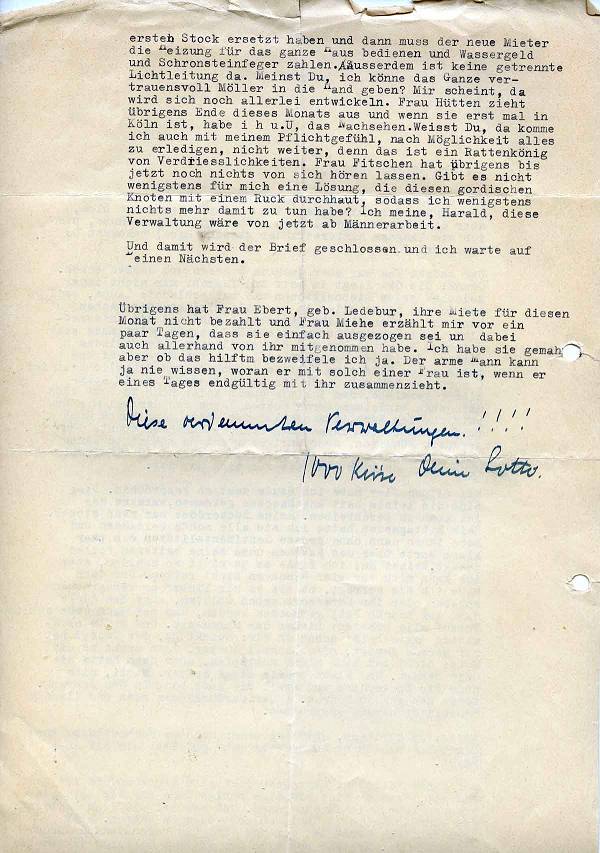 ersten Stock ersetzt haben und dann muss der neue Mieter
die Heizung für das ganze Haus bedienen und Wassergeld
und Schronsteinfeger zahlen.Aäusserdem ist keine getrennte
Lichtleitung da. Meinst Du, ich könne das Ganze ver-
trauensvoll Möller in die Hand geben? Mir scheint, da
wird sich noch allerlei entwickeln. Frau Hütten zieht
übrigens Ende dieses Monats aus und wenn sie erst mal in
Köln ist, habe i h u.U, das Nachsehen.Weisst Du, da komme
ich auch mit meinem Pflichtgefühl, nach Möglichkeit alles
zu erledigen, nicht weiter, denn das ist ein Rattenkönig
von Verdriesslichkeiten. Frau Fitschen hat übrigens bis
jetzt noch nichts von sich hören lassen. Gibt es nicht
wenigstens für mich eine Lösung, die diesen gordischen
Knoten mit einem Ruck durchhaut, sodass ich wenigstens
nichts mehr damit zu tun habe? Ich meine, Harald, diese
Verwaltung wäre von jetzt ab Männerarbeit.
Und damit wird der Brief geschlossen und ich warte auf
Deinen Nächsten.
Übrigens hat Frau Ebert, geb. Ledebur, ihre Miete für diesen
Monat nicht bezahlt und Frau Miehe erzählt mir vor ein
paar Tagen, dass sie einfach ausgezogen sei un dabei
auch allerhand von ihr mitgenommen habe. Ich habe sie gemah
aber ob das hilftm bezweifele ich ja. Der arme Mann kann
ja nie wissen, woran er mit solch einer Frau ist, wenn er
eines Tages endgültig mit ihr zusammenzieht.
Diese verdammten Verwaltungen.!!!!
1000 Küsse Deine Lotte.